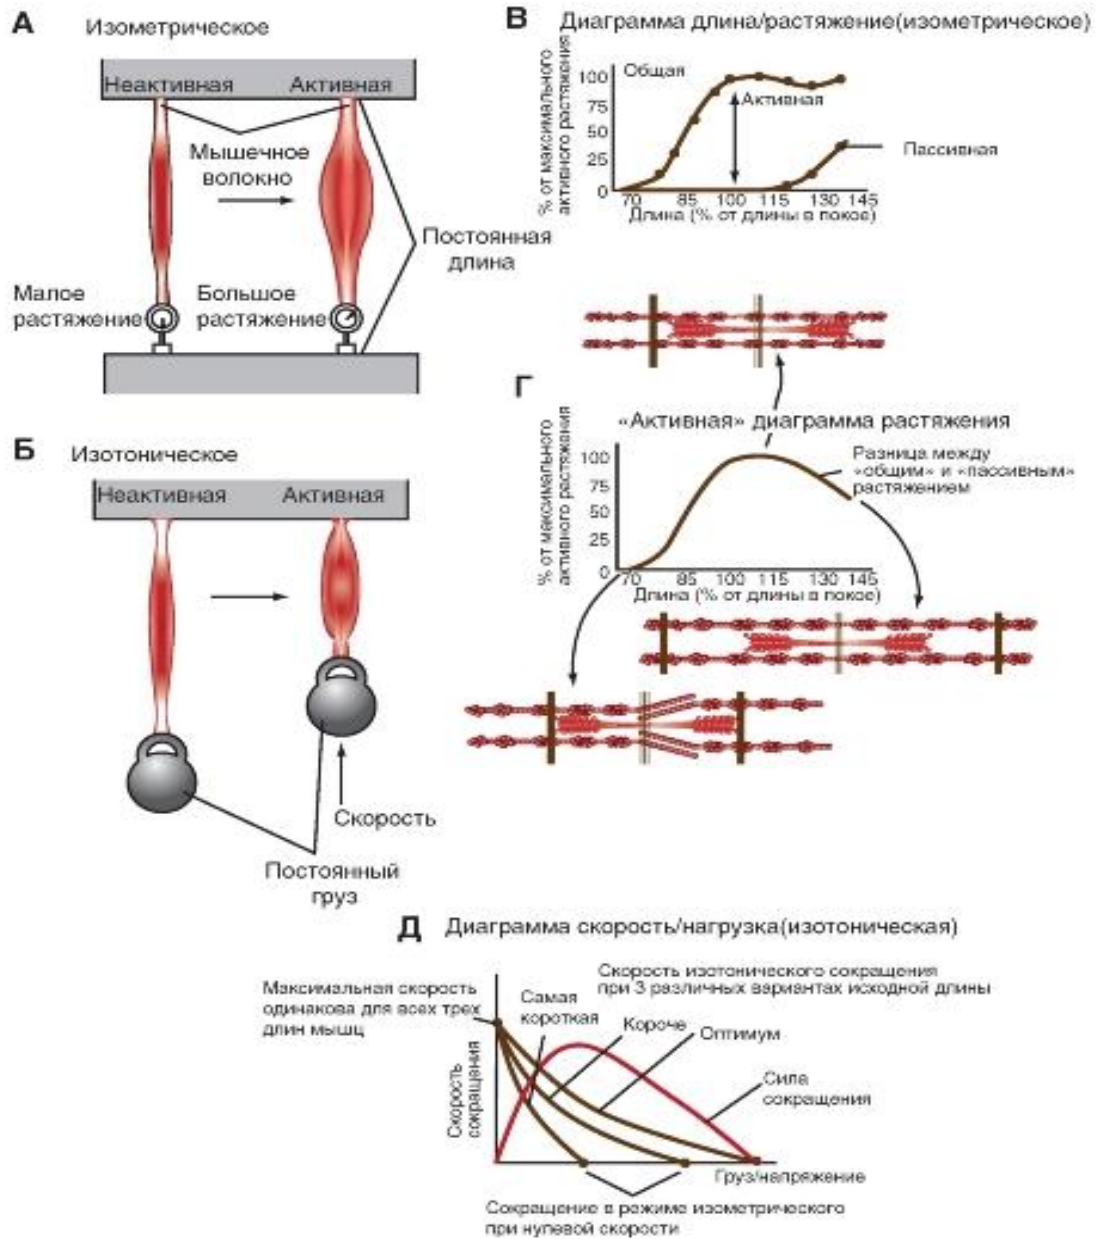 А
Изометрическое
Неактивная
Активная
Мышечное
волокно
Постоянная
длина
Малое
растяжение
Большое
растяжение
Б
Изотоническое
Неактивная
Активная
Скорость
Постоянный
груз
В
Диаграмма длина/растяжение(изометрическое)
% от максимального
активного растяжения
100
75
50
25
0
Общая
Активная
Пассивная
70 85 100 115 130 145
Длина (% от длины в покое)
Г
«Активная» диаграмма растяжения
% от максимального
активного растяжения
100
75
50
25
0
Разница между
«общим» и «пассивным»
растяжением
70 85 100 115 130 145
Длина (% от длины в покое)
Д
Диаграмма скорость/нагрузка(изотоническая)
Максимальная скорость
одинакова для всех трех
длин мышц
Скорость изотонического сокращения
при 3 различных вариантах исходной длины
Самая
короткая
Короче
Оптимум
Сила
сокращения
Скорость
сокращения
Груз/напряжение
Сокращение в режиме изометрического
при нулевой скорости